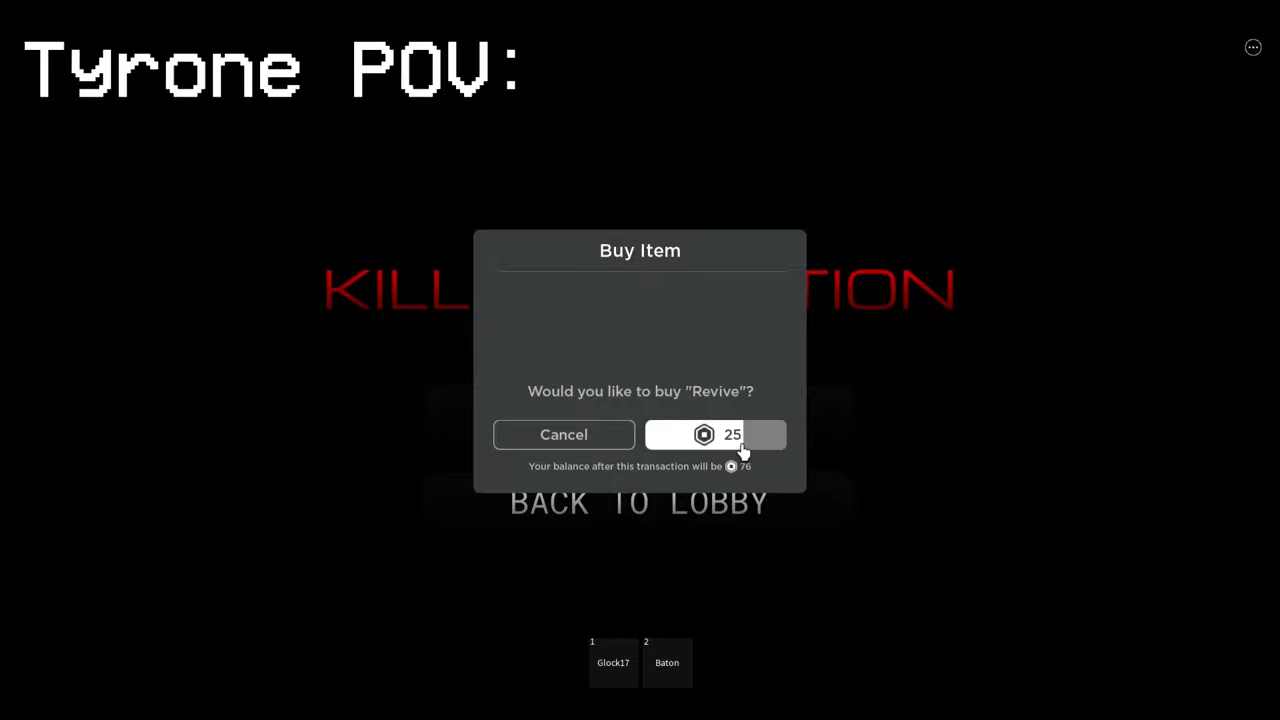 Tyrone POV:
Buy Item
KILL TION
Would you like to buy "Revive"?
Cancel
25
Your balance after this transaction will be 76
BACK TO LOBBY
1
2
Glock17
Baton